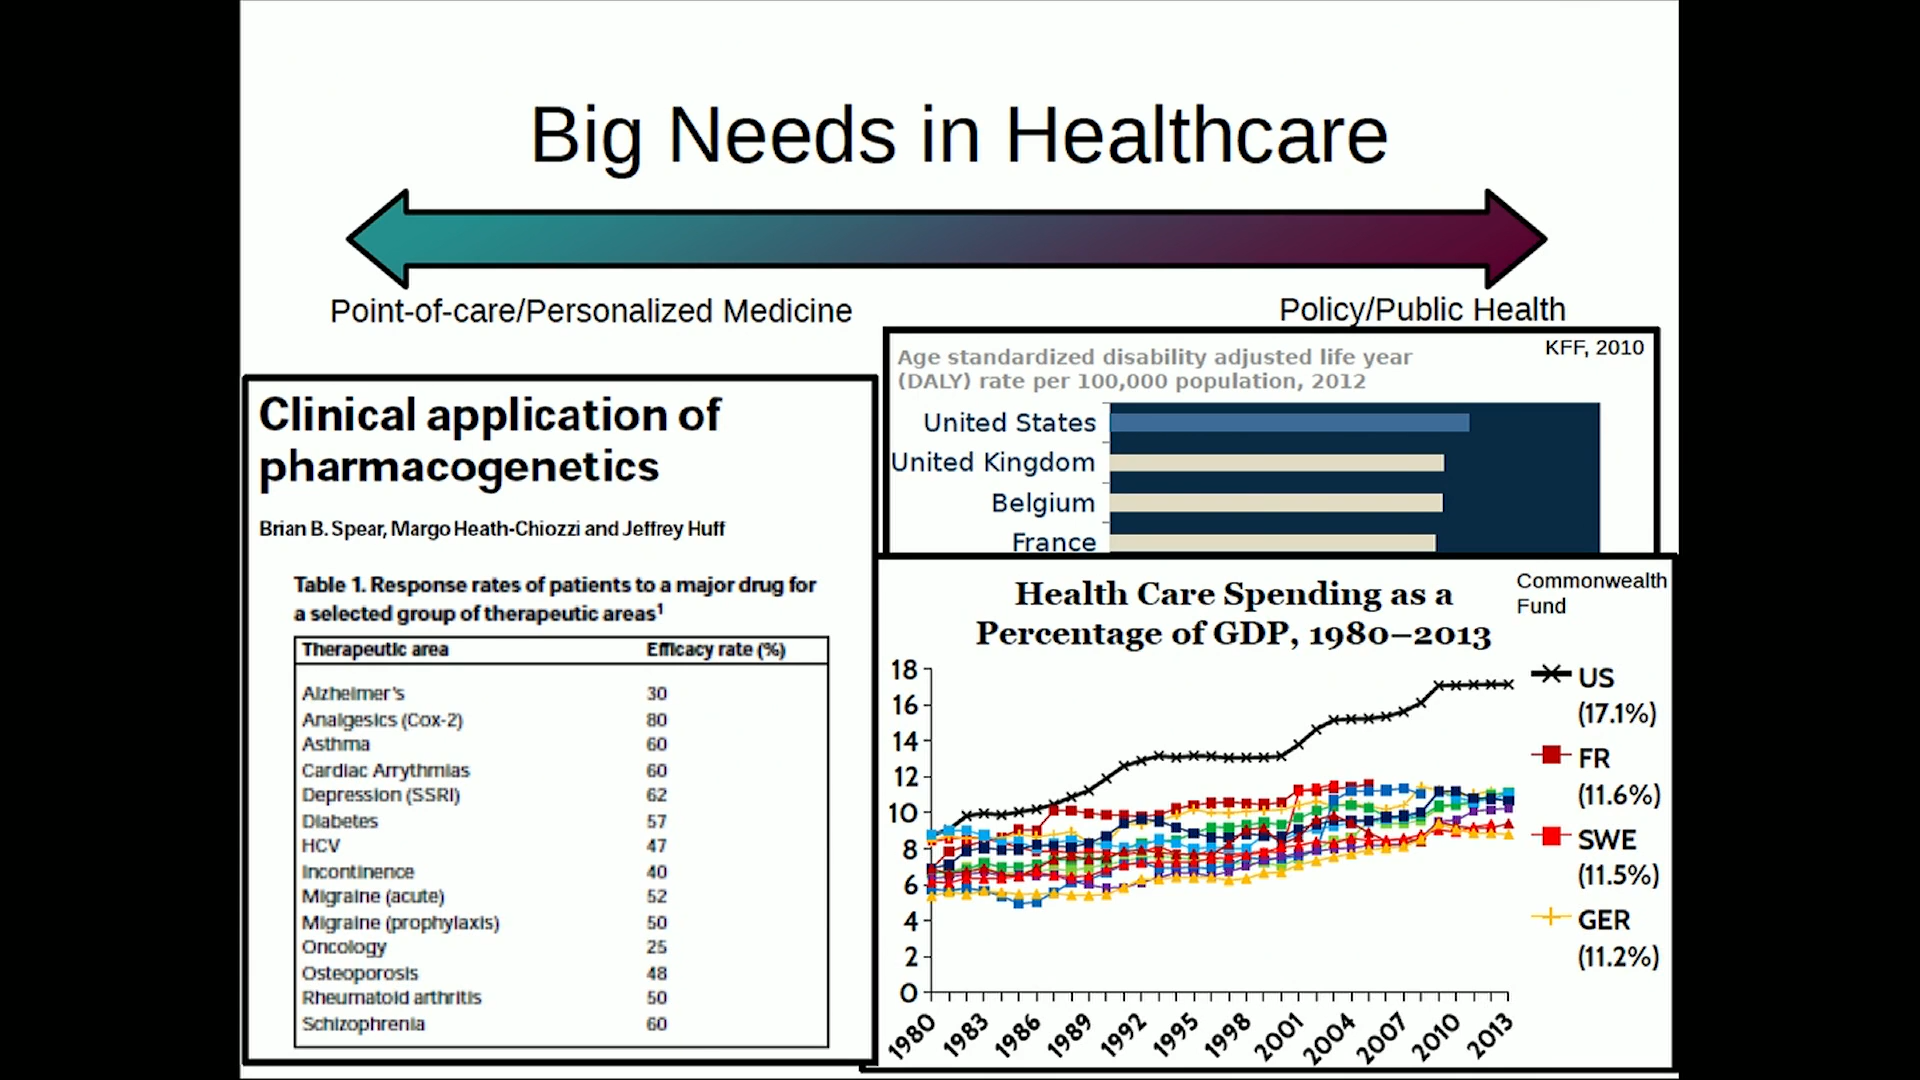 Big Needs in Healthcare
Point-of-care/Personalized Medicine
Policy/Public Health
Clinical application of
pharmacogenetics
Brian B. Spear, Margo Heath-Chiozzi and Jeffrey Huff
Table 1. Response rates of patients to a major drug for
a selected group of therapeutic areas¹
Therapeutic area Efficacy rate (%)
Alzheimer's 30
Analgesics (Cox-2) 80
Asthma 60
Cardiac Arrythmias 60
Depression (SSRI) 62
Diabetes 57
HCV 47
Incontinence 40
Migraine (acute) 52
Migraine (prophylaxis) 50
Oncology 25
Osteoporosis 48
Rheumatoid arthritis 50
Schizophrenia 60
KFF, 2010
Age standardized disability adjusted life year
(DALY) rate per 100,000 population, 2012
United States
United Kingdom
Belgium
France
Commonwealth
Fund
Health Care Spending as a
Percentage of GDP, 1980–2013
18
16
14
12
10
8
6
4
2
0
1980 1983 1986 1989 1992 1995 1998 2001 2004 2007 2010 2013
US
(17.1%)
FR
(11.6%)
SWE
(11.5%)
GER
(11.2%)